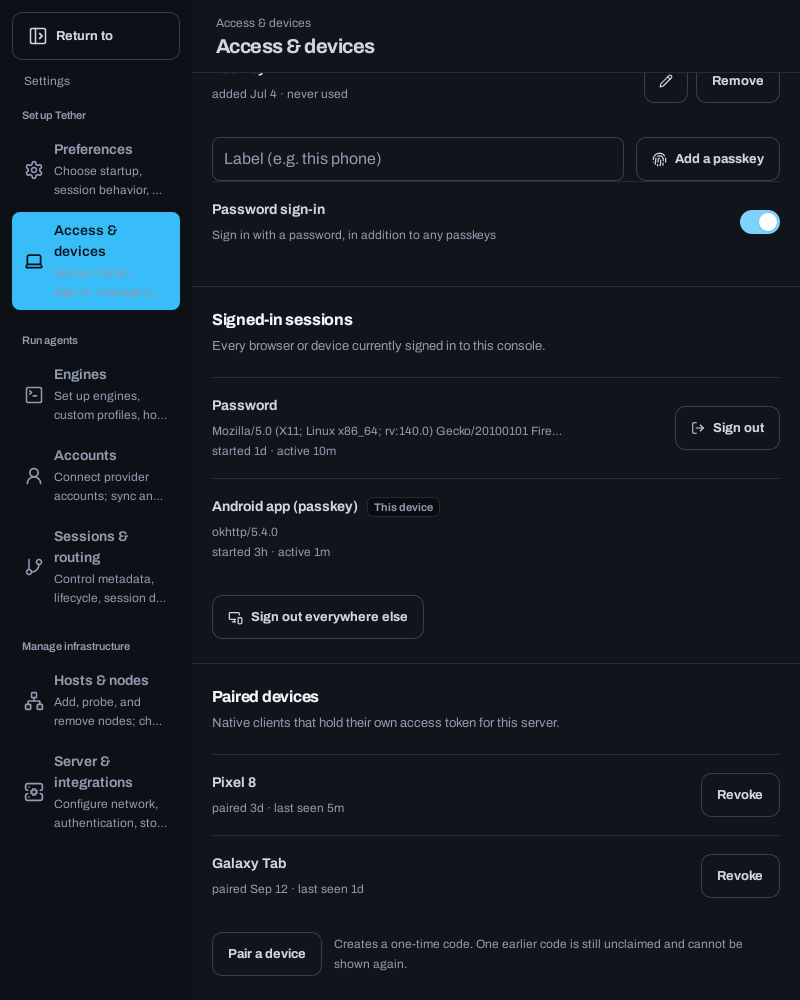 Return to
Settings
Set up Tether
Preferences
Choose startup,
session behavior, ...
Access &
devices
Run agents
Engines
Set up engines,
custom profiles, ho...
Accounts
Connect provider
accounts; sync an...
Sessions &
routing
Control metadata,
lifecycle, session d...
Manage infrastructure
Hosts & nodes
Add, probe, and
remove nodes; ch...
Server &
integrations
Configure network,
authentication, sto...
Access & devices
Access & devices
added Jul 4 · never used
Remove
Label (e.g. this phone)
Add a passkey
Password sign-in
Sign in with a password, in addition to any passkeys
Signed-in sessions
Every browser or device currently signed in to this console.
Password
Mozilla/5.0 (X11; Linux x86_64; rv:140.0) Gecko/20100101 Fire...
started 1d · active 10m
Sign out
Android app (passkey) This device
okhttp/5.4.0
started 3h · active 1m
Sign out everywhere else
Paired devices
Native clients that hold their own access token for this server.
Pixel 8
paired 3d · last seen 5m
Revoke
Galaxy Tab
paired Sep 12 · last seen 1d
Revoke
Pair a device
Creates a one-time code. One earlier code is still unclaimed and cannot be
shown again.